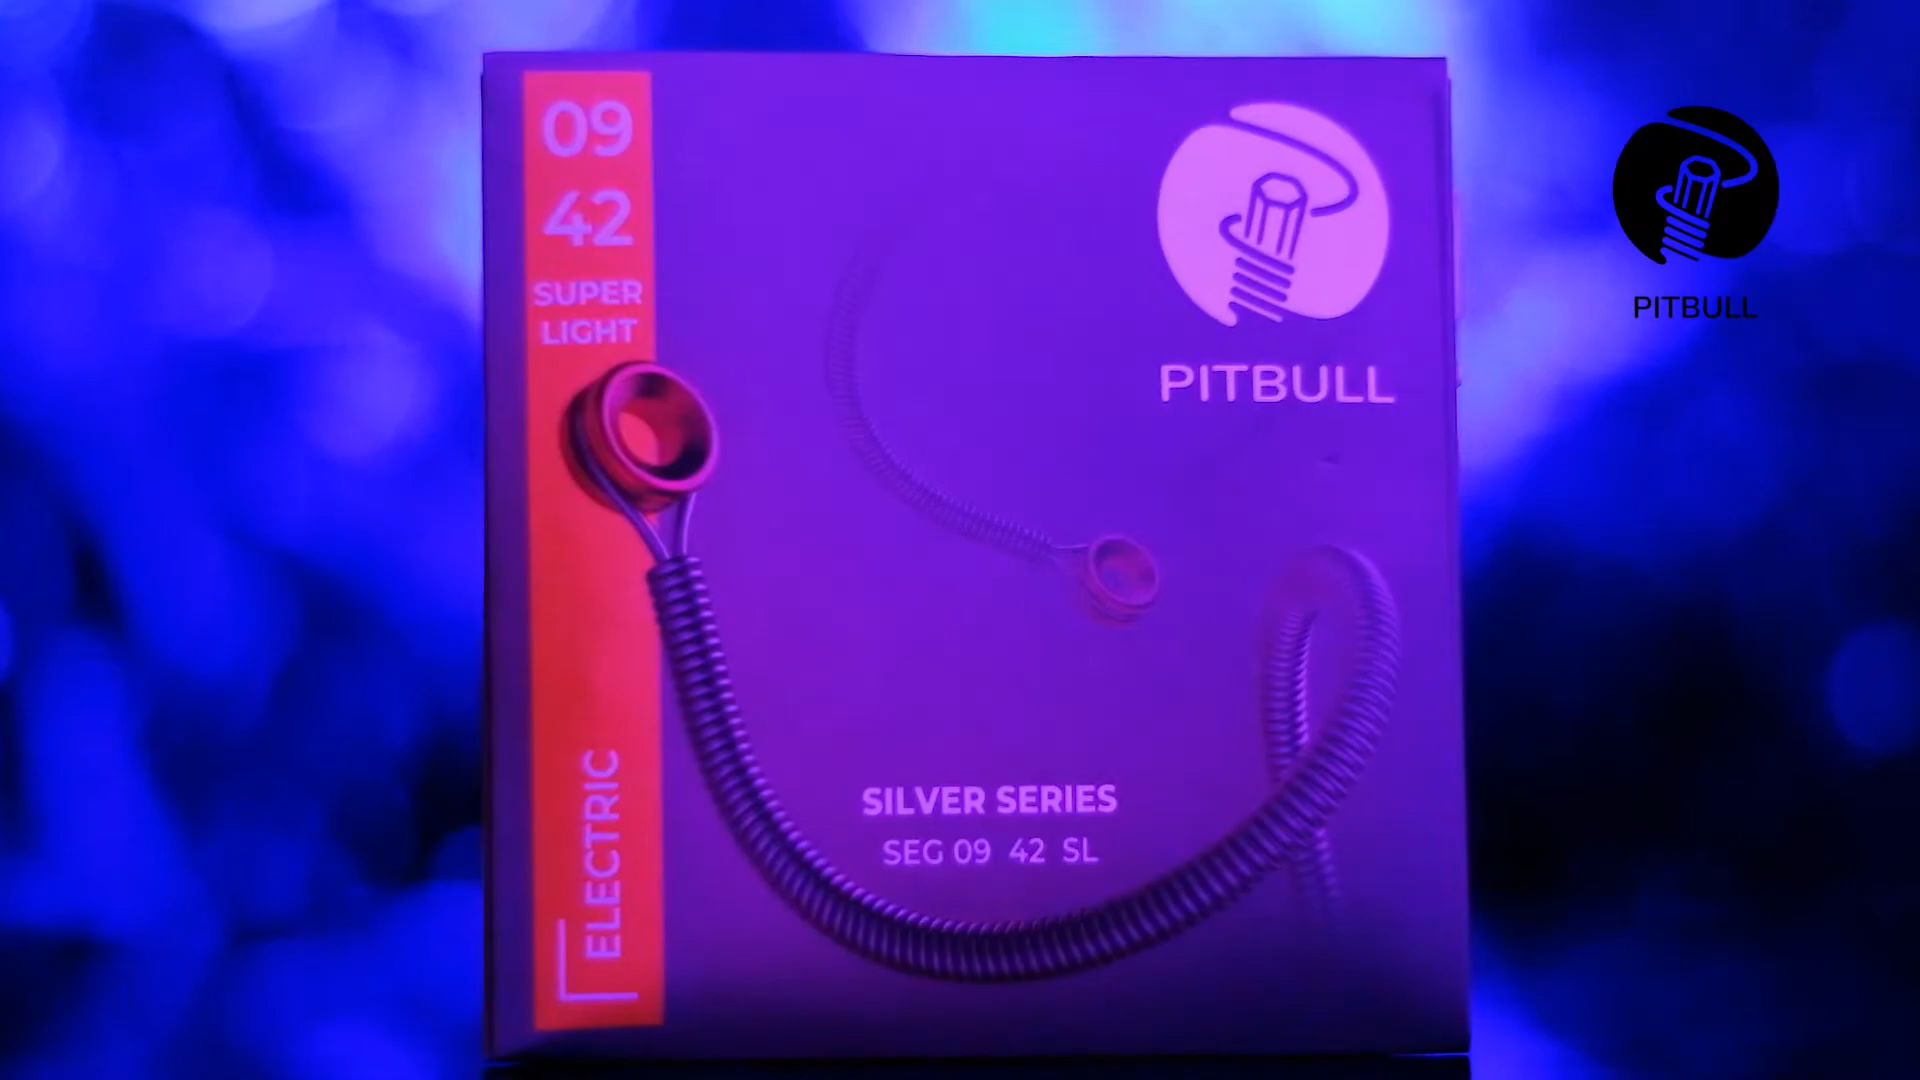 09
42
SUPER
LIGHT
ELECTRIC
PITBULL
SILVER SERIES
SEG 09 42 SL
PITBULL